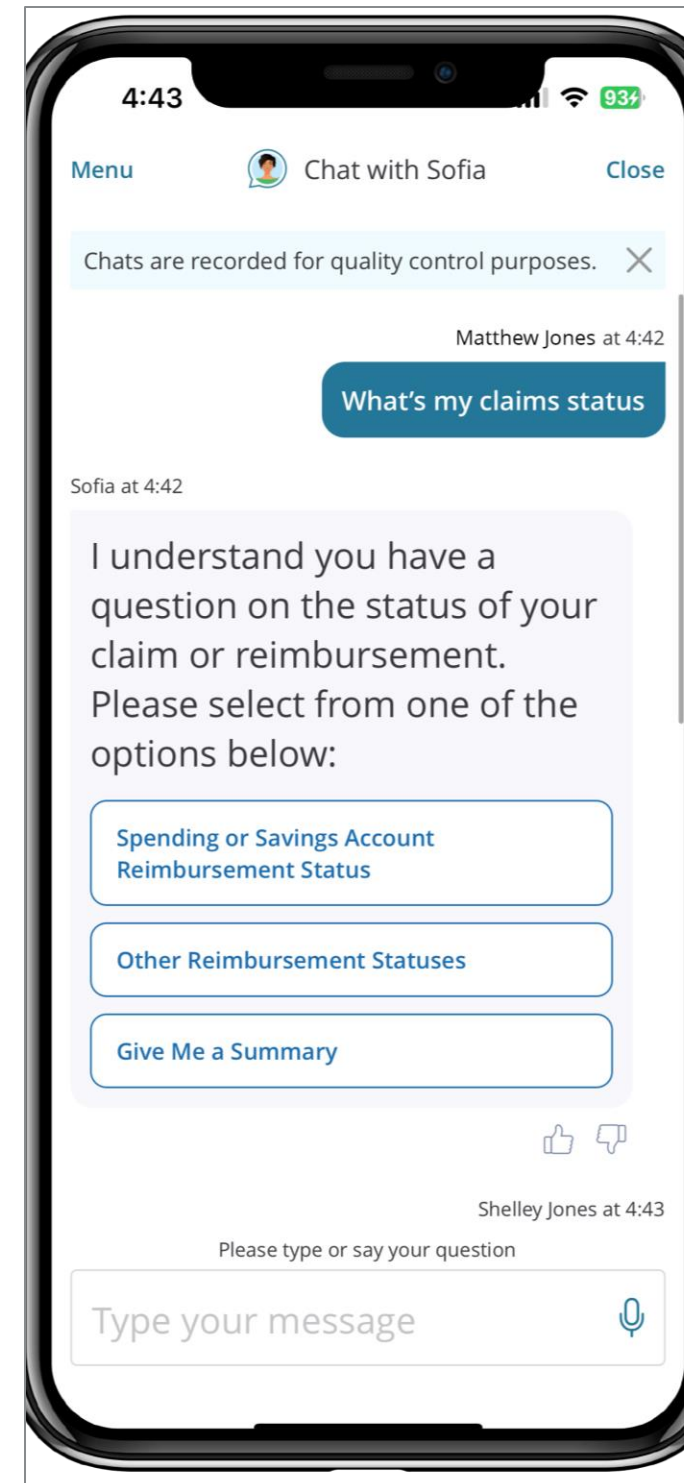 4:43
93
Menu
Chat with Sofia
Close
Chats are recorded for quality control purposes.
Matthew Jones at 4:42
What’s my claims status
Sofia at 4:42
I understand you have a
question on the status of your
claim or reimbursement.
Please select from one of the
options below:
Spending or Savings Account
Reimbursement Status
Other Reimbursement Statuses
Give Me a Summary
Shelley Jones at 4:43
Please type or say your question
Type your message